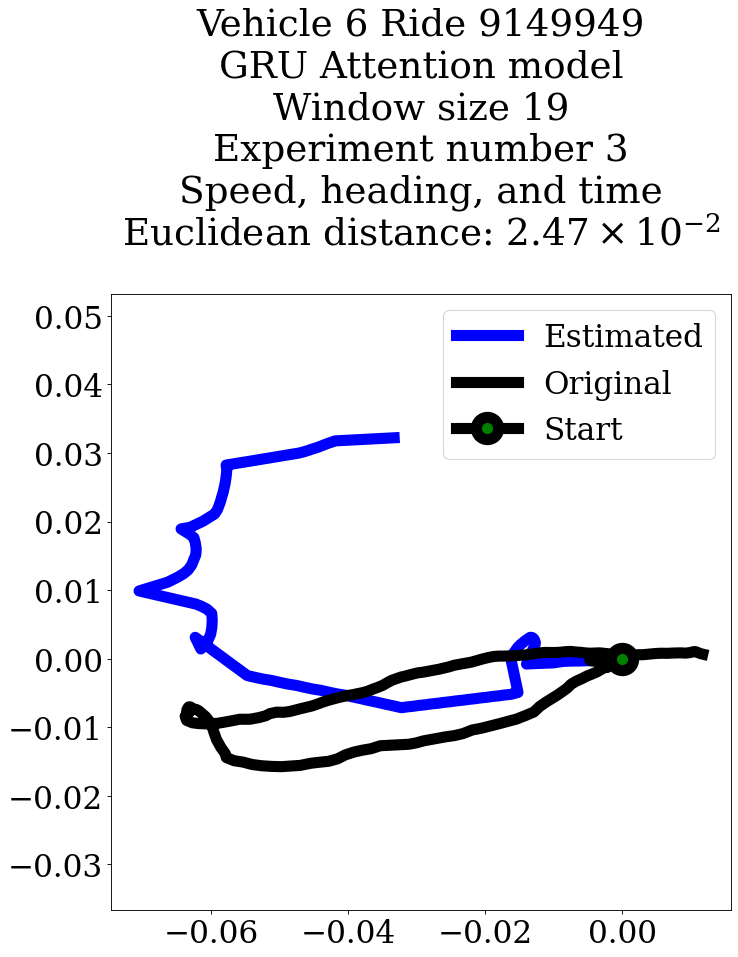 Vehicle 6 Ride 9149949
GRU Attention model
Window size 19
Experiment number 3
Speed, heading, and time
Euclidean distance: 2.47 × 10⁻²
Estimated
Original
Start
0.05
0.04
0.03
0.02
0.01
0.00
−0.01
−0.02
−0.03
−0.06 −0.04 −0.02 0.00